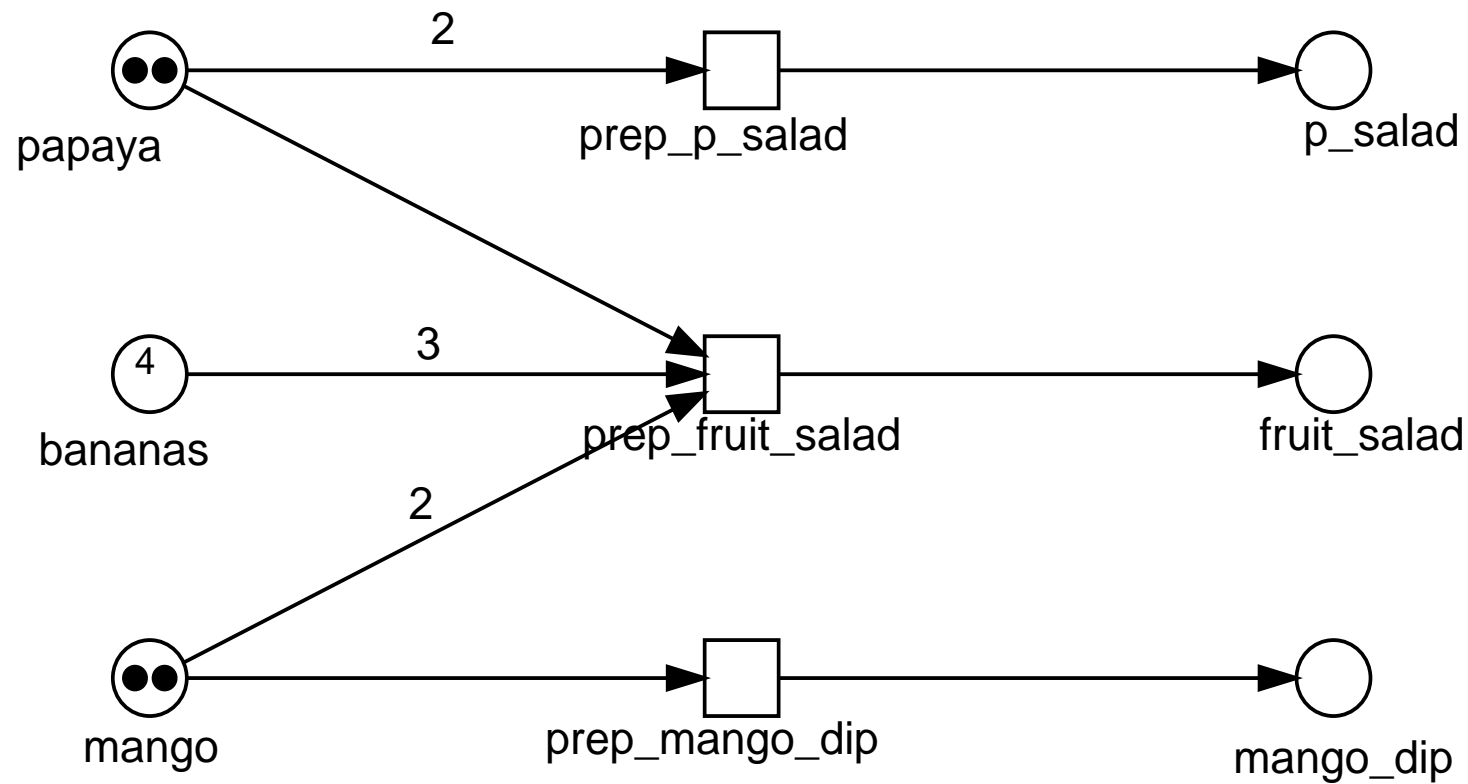 2
papaya
prep_p_salad
p_salad
4
3
bananas
prep_fruit_salad
fruit_salad
2
mango
prep_mango_dip
mango_dip